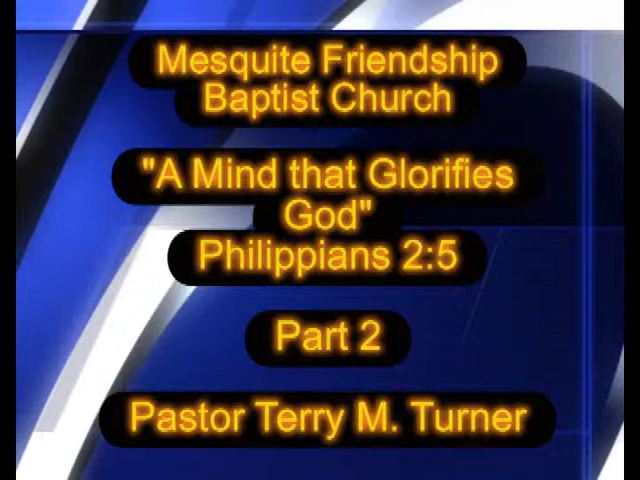 Mesquite Friendship
Baptist Church
"A Mind that Glorifies
God"
Philippians 2:5
Part 2
Pastor Terry M. Turner